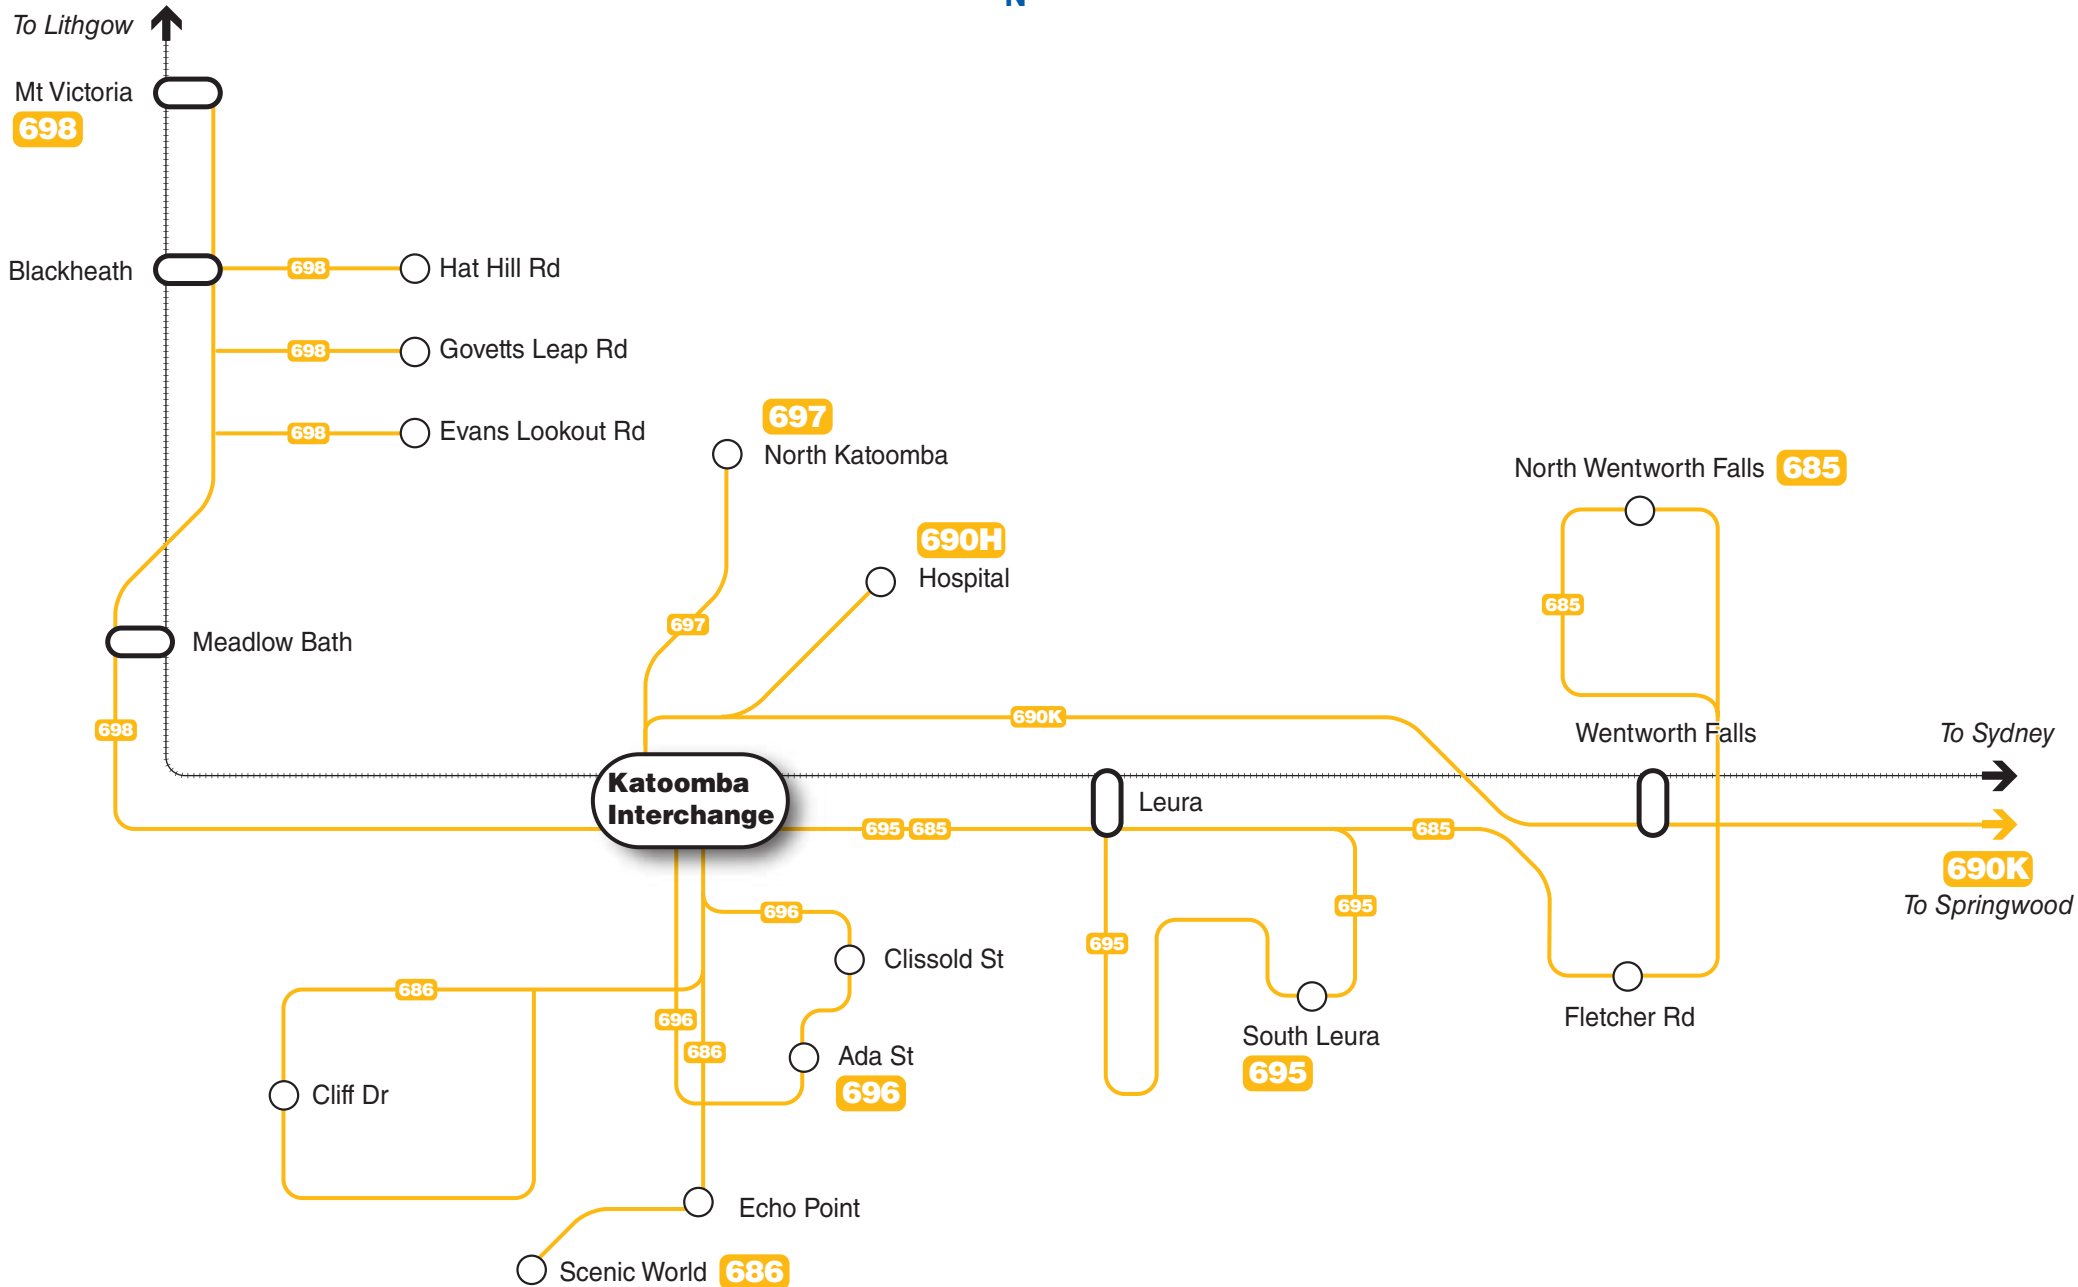 N
To Lithgow
Mt Victoria
698
Blackheath
698
Hat Hill Rd
698
Govetts Leap Rd
698
Evans Lookout Rd
697
North Katoomba
North Wentworth Falls 685
690H
Hospital
685
697
Meadlow Bath
690K
698
Wentworth Falls
To Sydney
Katoomba
Interchange
Leura
695 685
685
690K
To Springwood
696
695
695
Clissold St
686
696
Fletcher Rd
South Leura
695
686
Ada St
696
Cliff Dr
Echo Point
Scenic World 686